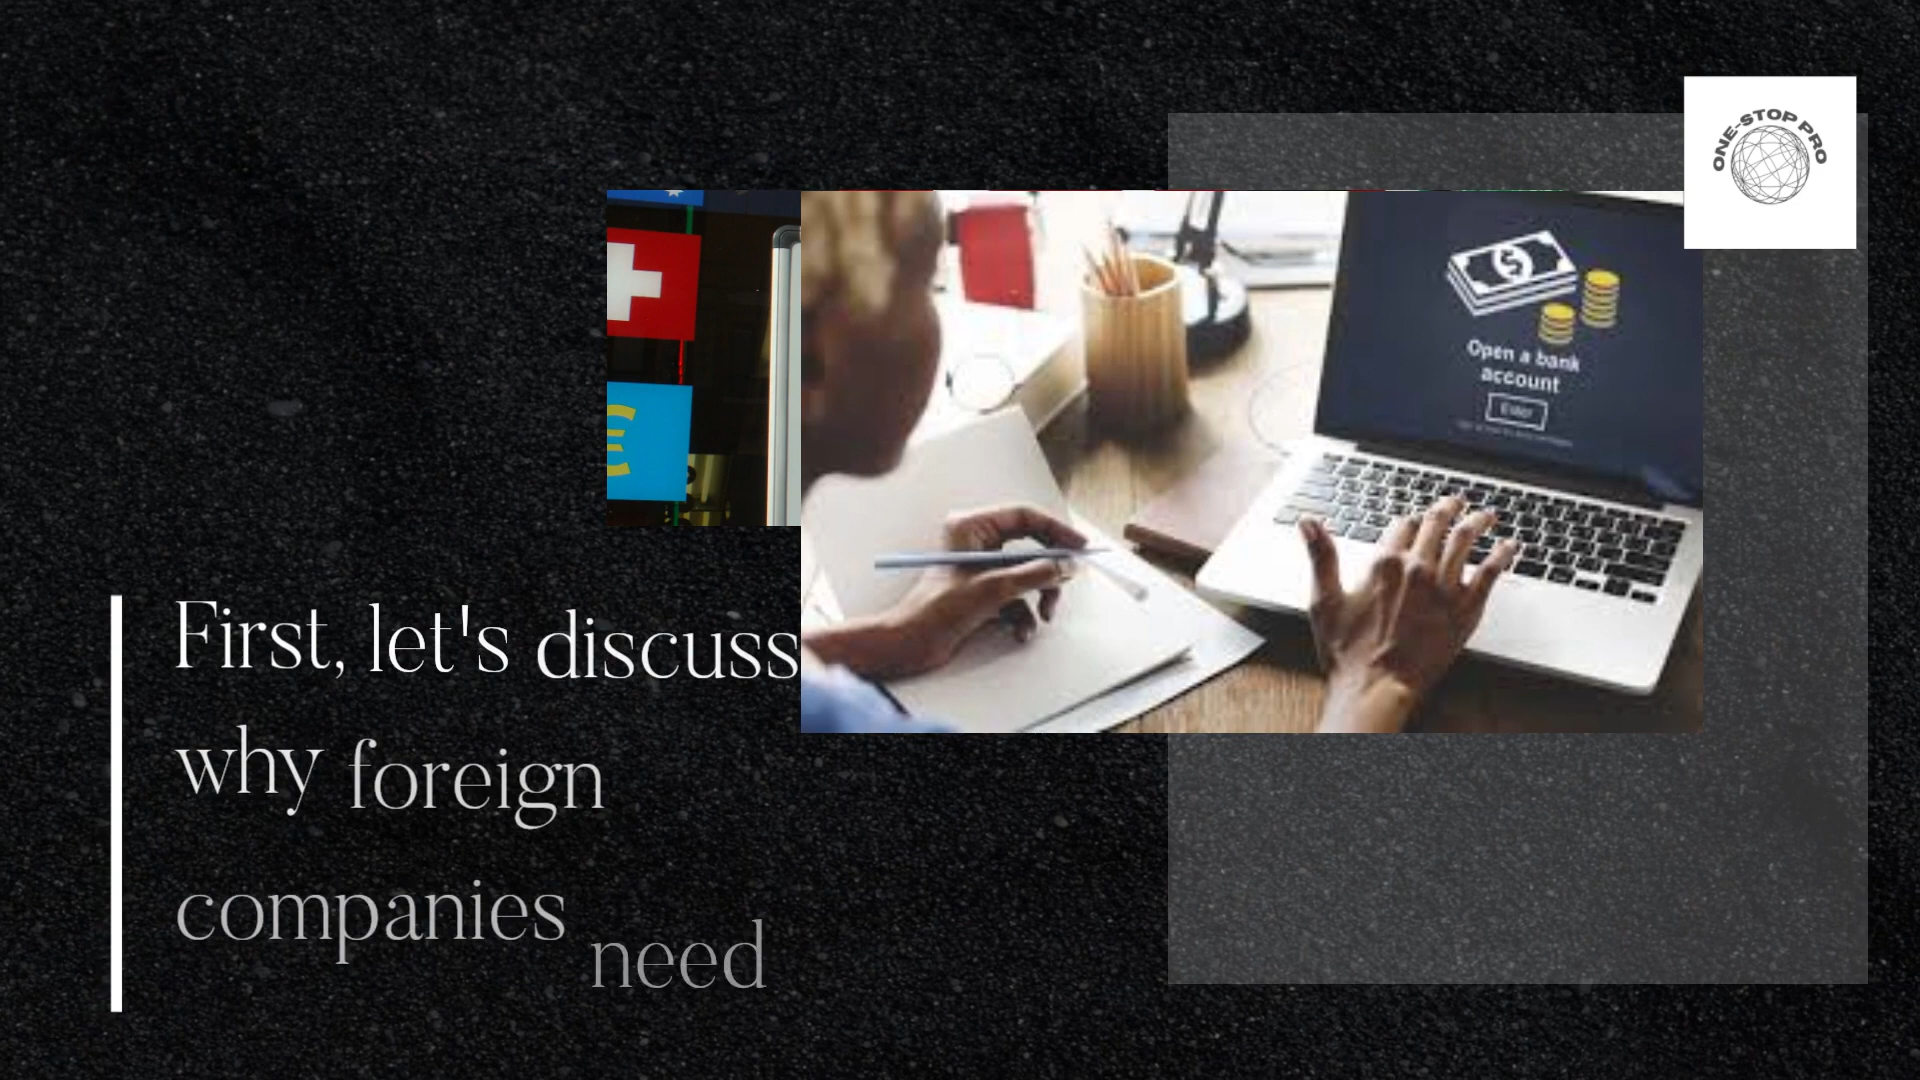 ONE-STOP PRO
Open a bank
account
Enter
First, let's discuss
why foreign
companies need